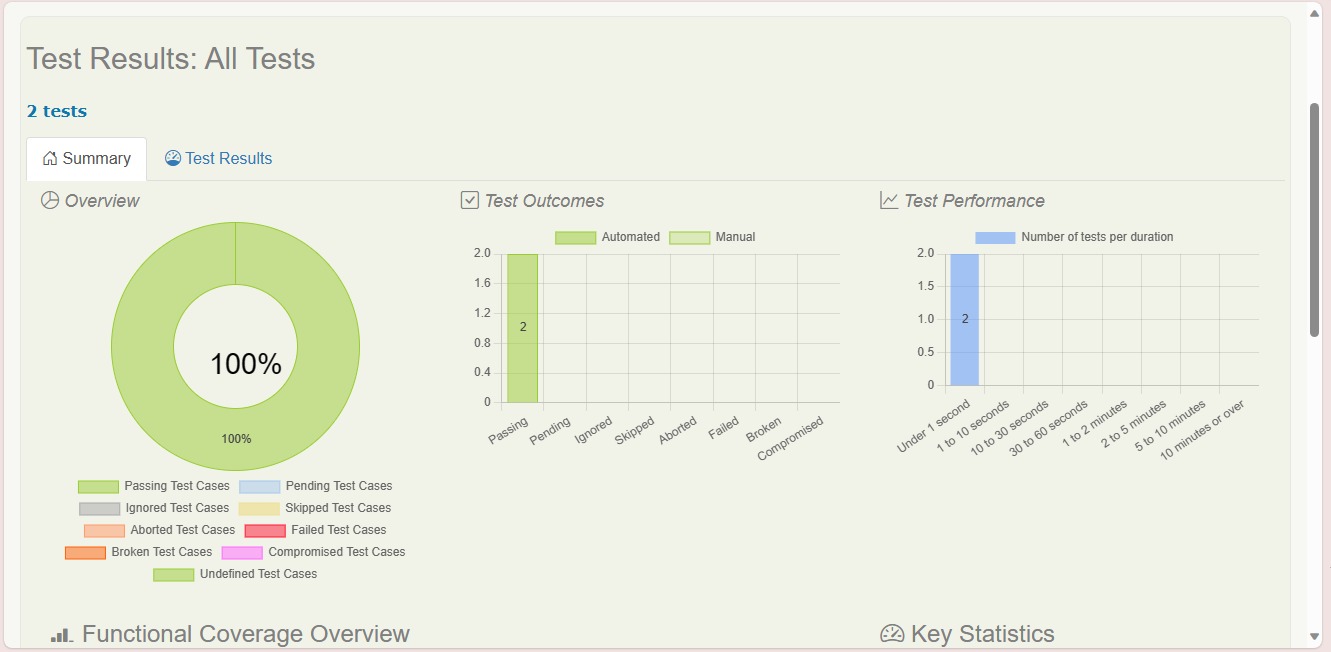 Test Results: All Tests
2 tests
Summary
Test Results
Overview
100%
100%
Passing Test Cases
Pending Test Cases
Ignored Test Cases
Skipped Test Cases
Aborted Test Cases
Failed Test Cases
Broken Test Cases
Compromised Test Cases
Undefined Test Cases
Test Outcomes
Automated
Manual
2.0
1.6
1.2
0.8
0.4
0
2
Passing
Pending
Ignored
Skipped
Aborted
Failed
Broken
Compromised
Test Performance
Number of tests per duration
2.0
1.5
1.0
0.5
0
2
Under 1 second
1 to 10 seconds
10 to 30 seconds
30 to 60 seconds
1 to 2 minutes
2 to 5 minutes
5 to 10 minutes
10 minutes or over
Functional Coverage Overview
Key Statistics